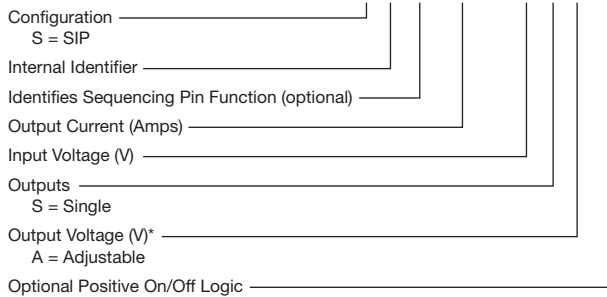 Configuration
S = SIP
Internal Identifier
Identifies Sequencing Pin Function (optional)
Output Current (Amps)
Input Voltage (V)
Outputs
S = Single
Output Voltage (V)*
A = Adjustable
Optional Positive On/Off Logic